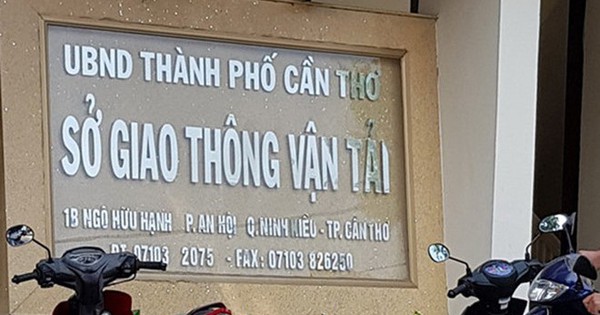 UBND THÀNH PHỐ CẦN THƠ
SỞ GIAO THÔNG VẬN TẢI
1B NGÔ HỮU HẠNH P. AN HỘI Q. NINH KIỀU - TP. CẦN THƠ
ĐT. 07103 2075 - FAX: 07103 826250